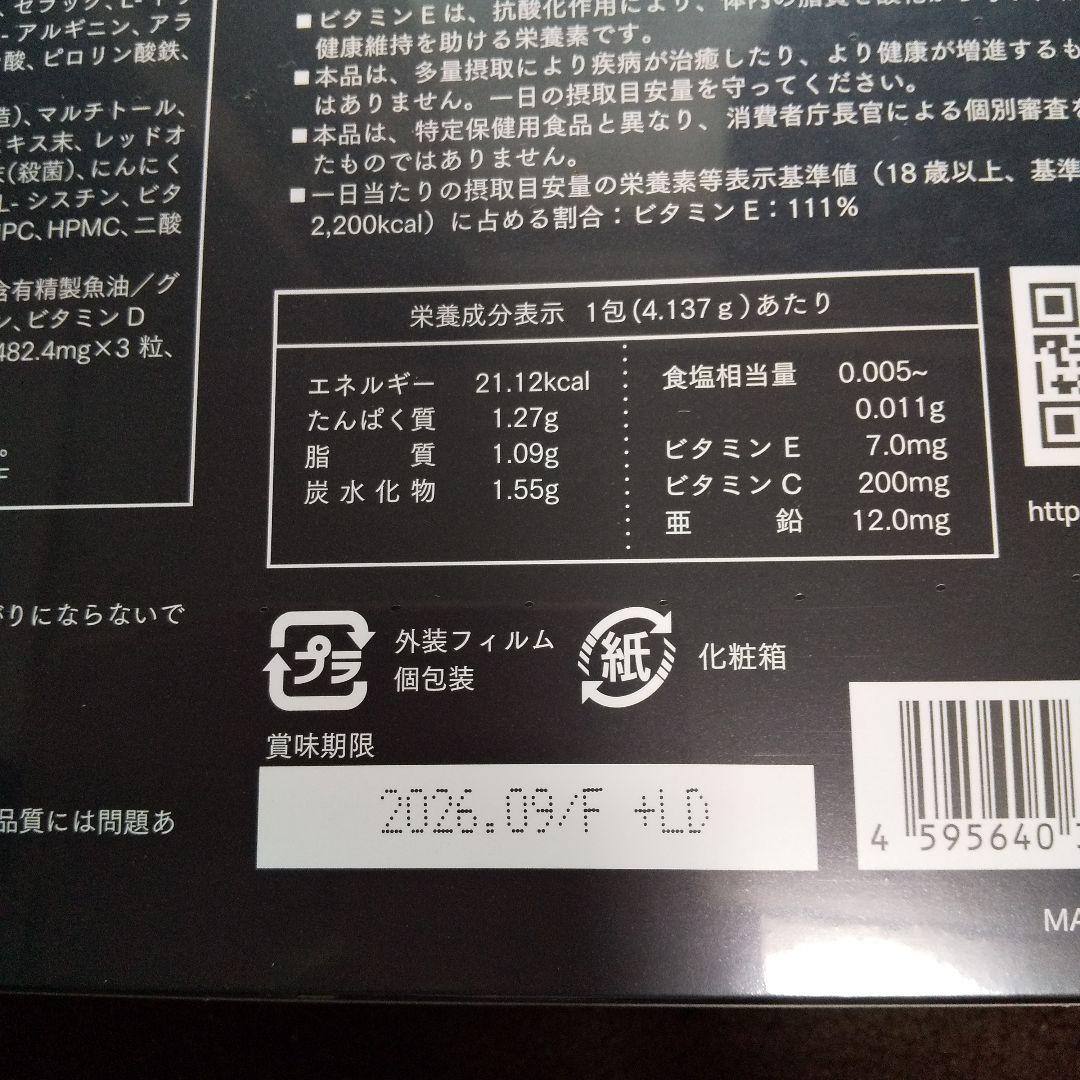 アルギニン、アラ
酸、ピロリン酸鉄、
造)、マルチトール、
キス末、レッドオ
(殺菌)、にんにく
L-シスチン、ビタ
HPC、HPMC、二酸
含有精製魚油／グ
ン、ビタミンD
482.4mg×3粒、
がりにならないで
品質には問題あ
■ビタミンEは、抗酸化作用により、体内の脂質を酸化から
健康維持を助ける栄養素です。
■本品は、多量摂取により疾病が治癒したり、より健康が増進するも
はありません。一日の摂取目安量を守ってください。
■本品は、特定保健用食品と異なり、消費者庁長官による個別審査を
たものではありません。
■一日当たりの摂取目安量の栄養素等表示基準値（18歳以上、基準
2,200kcal）に占める割合：ビタミンE：111％
栄養成分表示 1包(4.137g)あたり
エネルギー 21.12kcal
たんぱく質 1.27g
脂質 1.09g
炭水化物 1.55g
食塩相当量 0.005~
0.011g
ビタミンE 7.0mg
ビタミンC 200mg
亜鉛 12.0mg
http
プラ
外装フィルム
個包装
紙
化粧箱
賞味期限
2026.09/F +LD
4 595640
MA